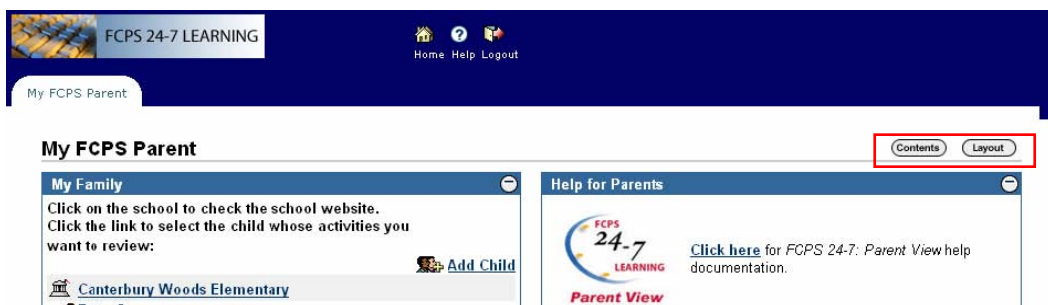 FCPS 24-7 LEARNING
Home Help Logout
My FCPS Parent
My FCPS Parent
Contents Layout
My Family
Click on the school to check the school website.
Click the link to select the child whose activities you
want to review:
Add Child
Canterbury Woods Elementary
Help for Parents
FCPS
24-7
LEARNING
Parent View
Click here for FCPS 24-7: Parent View help
documentation.